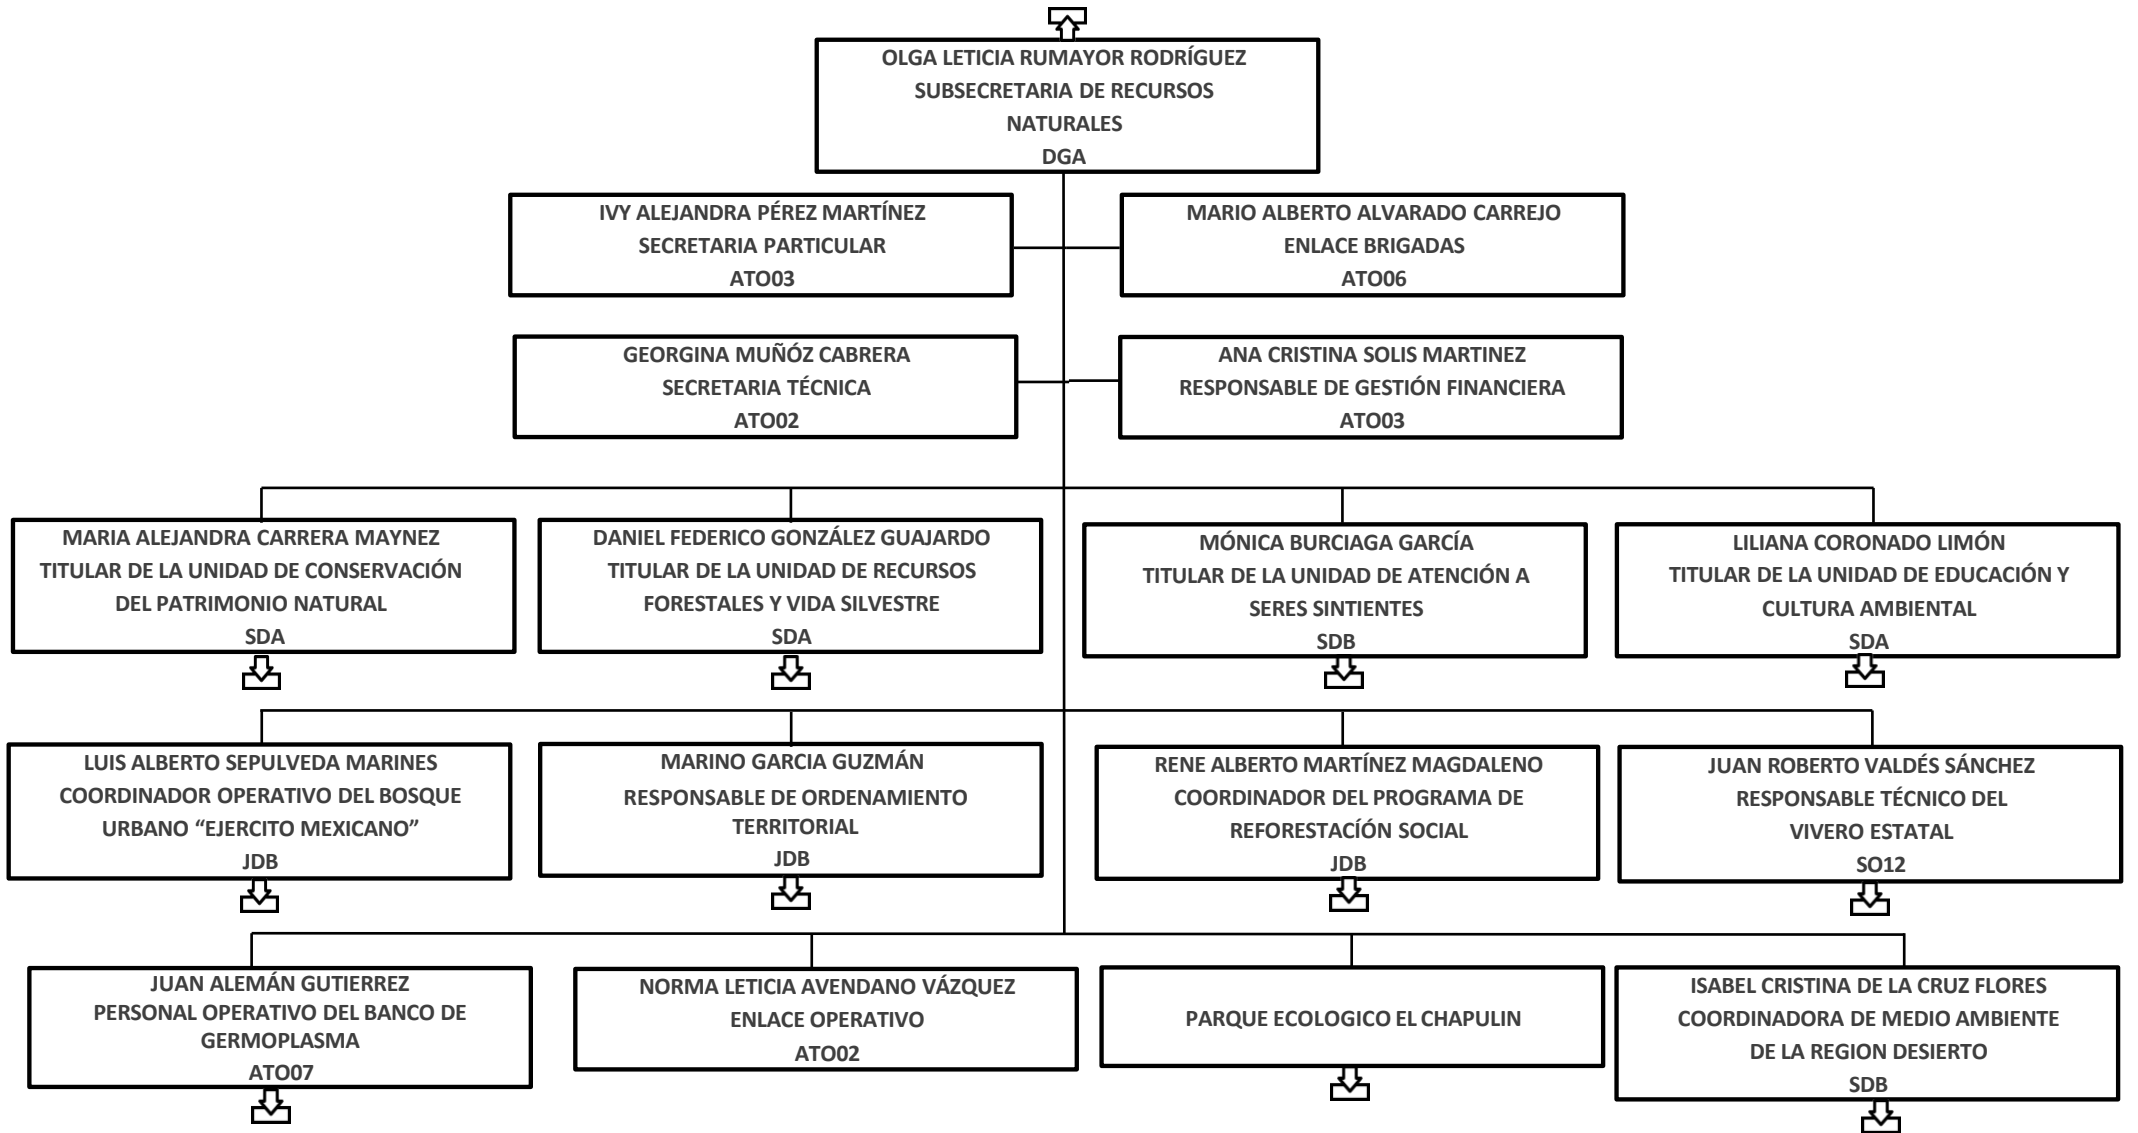 OLGA LETICIA RUMAYOR RODRÍGUEZ
SUBSECRETARIA DE RECURSOS
NATURALES
DGA
IVY ALEJANDRA PÉREZ MARTÍNEZ
SECRETARIA PARTICULAR
ATO03
MARIO ALBERTO ALVARADO CARREJO
ENLACE BRIGADAS
ATO06
GEORGINA MUÑÓZ CABRERA
SECRETARIA TÉCNICA
ATO02
ANA CRISTINA SOLIS MARTINEZ
RESPONSABLE DE GESTIÓN FINANCIERA
ATO03
MARIA ALEJANDRA CARRERA MAYNEZ
TITULAR DE LA UNIDAD DE CONSERVACIÓN
DEL PATRIMONIO NATURAL
SDA
DANIEL FEDERICO GONZÁLEZ GUAJARDO
TITULAR DE LA UNIDAD DE RECURSOS
FORESTALES Y VIDA SILVESTRE
SDA
MÓNICA BURCIAGA GARCÍA
TITULAR DE LA UNIDAD DE ATENCIÓN A
SERES SINTIENTES
SDB
LILIANA CORONADO LIMÓN
TITULAR DE LA UNIDAD DE EDUCACIÓN Y
CULTURA AMBIENTAL
SDA
LUIS ALBERTO SEPULVEDA MARINES
COORDINADOR OPERATIVO DEL BOSQUE
URBANO “EJERCITO MEXICANO”
JDB
MARINO GARCIA GUZMÁN
RESPONSABLE DE ORDENAMIENTO
TERRITORIAL
JDB
RENE ALBERTO MARTÍNEZ MAGDALENO
COORDINADOR DEL PROGRAMA DE
REFORESTACÍÓN SOCIAL
JDB
JUAN ROBERTO VALDÉS SÁNCHEZ
RESPONSABLE TÉCNICO DEL
VIVERO ESTATAL
SO12
JUAN ALEMÁN GUTIERREZ
PERSONAL OPERATIVO DEL BANCO DE
GERMOPLASMA
ATO07
NORMA LETICIA AVENDANO VÁZQUEZ
ENLACE OPERATIVO
ATO02
PARQUE ECOLOGICO EL CHAPULIN
ISABEL CRISTINA DE LA CRUZ FLORES
COORDINADORA DE MEDIO AMBIENTE
DE LA REGION DESIERTO
SDB